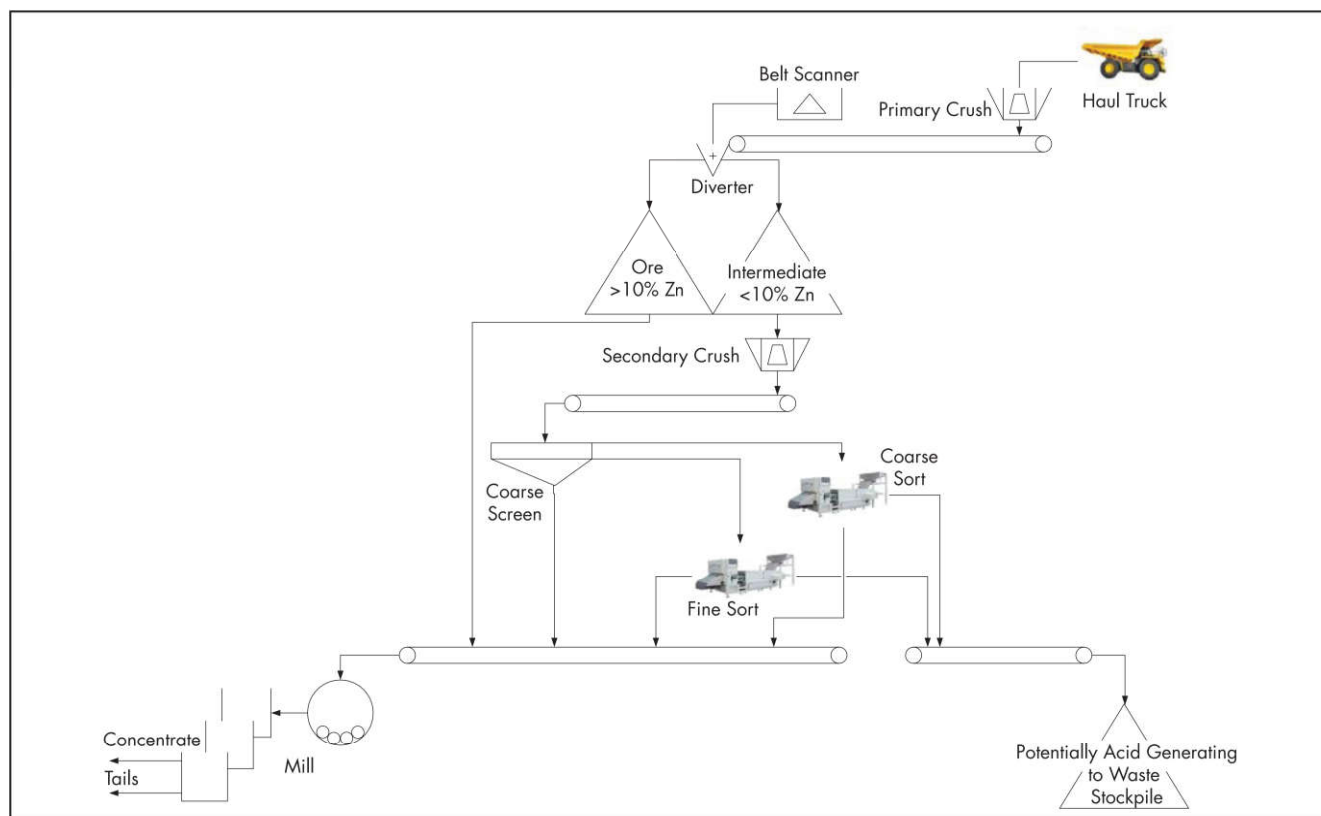 Belt Scanner
Primary Crush
Haul Truck
Diverter
Ore
>10% Zn
Intermediate
<10% Zn
Secondary Crush
Coarse
Sort
Coarse
Screen
Fine Sort
Concentrate
Tails
Mill
Potentially Acid Generating
to Waste
Stockpile